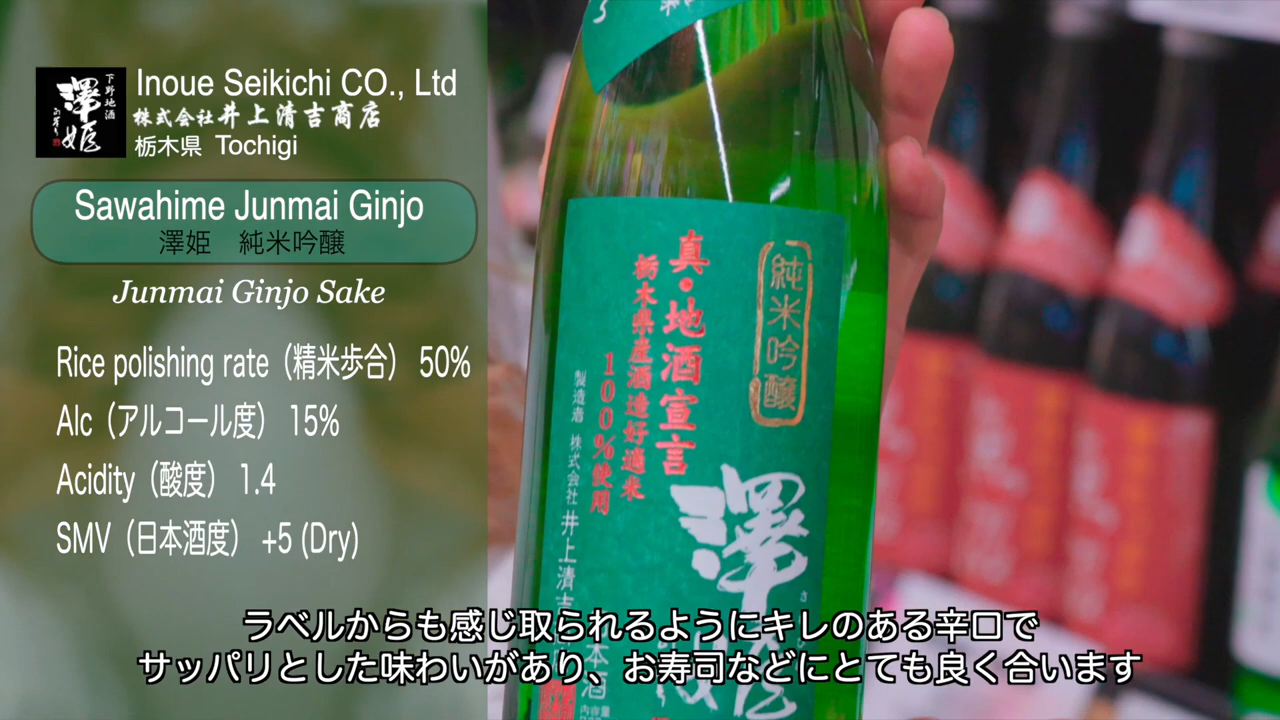 下野地酒
澤姫
Inoue Seikichi CO., Ltd
株式会社井上清吉商店
栃木県 Tochigi
Sawahime Junmai Ginjo
澤姫 純米吟醸
Junmai Ginjo Sake
Rice polishing rate（精米歩合） 50%
Alc（アルコール度） 15%
Acidity（酸度） 1.4
SMV（日本酒度） +5 (Dry)
純米吟醸
真・地酒宣言
栃木県産酒造好適米
100%使用
澤姫
製造者 株式会社 井上清吉
本酒
内容量
ラベルからも感じ取られるようにキレのある辛口で
サッパリとした味わいがあり、お寿司などにとても良く合います